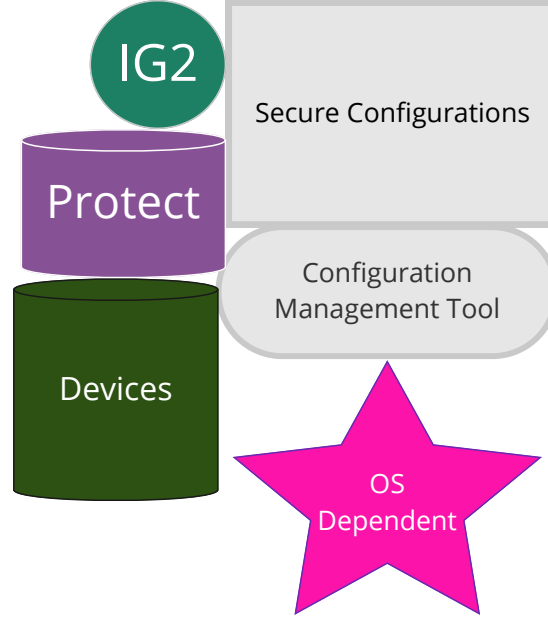 IG2
Secure Configurations
Protect
Configuration
Management Tool
Devices
OS
Dependent